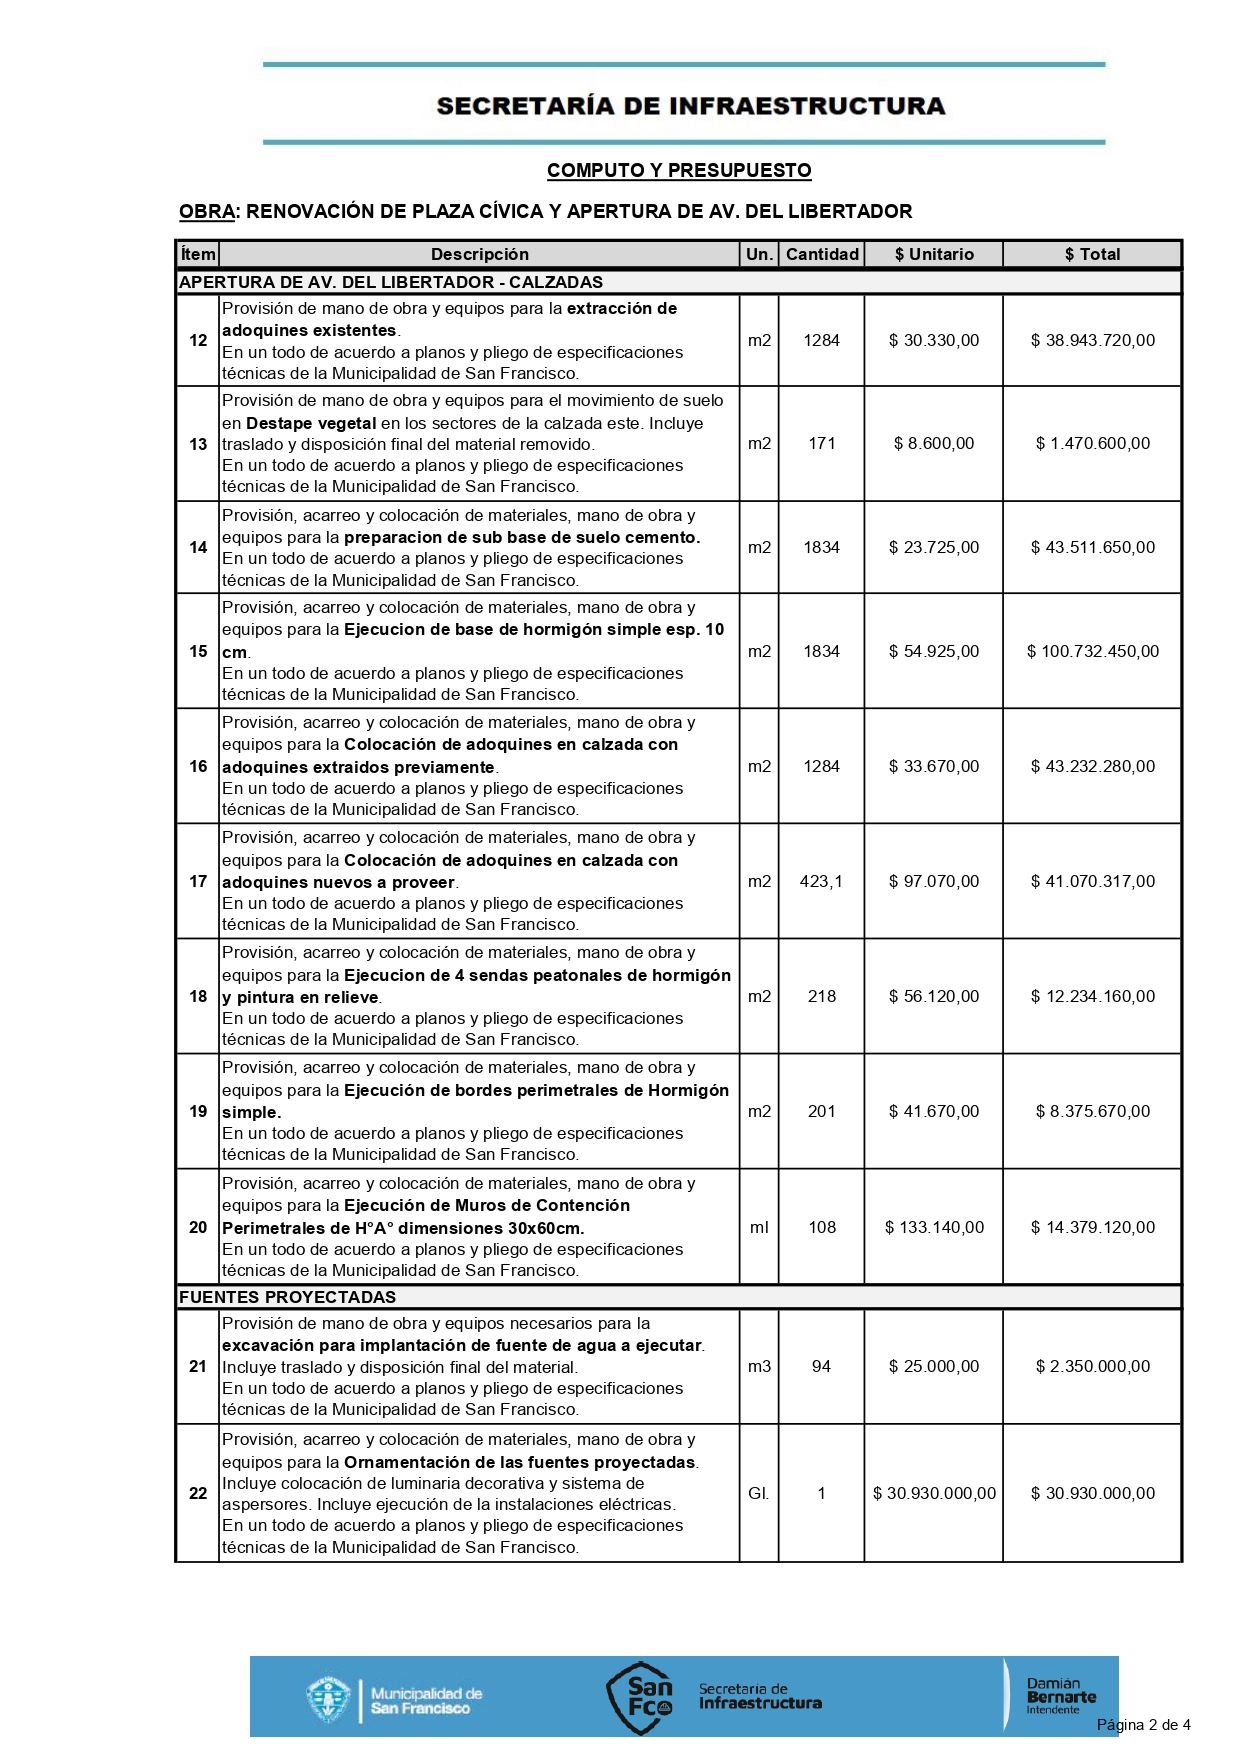 SECRETARÍA DE INFRAESTRUCTURA
COMPUTO Y PRESUPUESTO
OBRA: RENOVACIÓN DE PLAZA CÍVICA Y APERTURA DE AV. DEL LIBERTADOR
Ítem Descripción Un. Cantidad $ Unitario $ Total
APERTURA DE AV. DEL LIBERTADOR - CALZADAS
Provisión de mano de obra y equipos para la extracción de
adoquines existentes.
12 m2 1284 $ 30.330,00 $ 38.943.720,00
En un todo de acuerdo a planos y pliego de especificaciones
técnicas de la Municipalidad de San Francisco.
Provisión de mano de obra y equipos para el movimiento de suelo
en Destape vegetal en los sectores de la calzada este. Incluye
13 traslado y disposición final del material removido. m2 171 $ 8.600,00 $ 1.470.600,00
En un todo de acuerdo a planos y pliego de especificaciones
técnicas de la Municipalidad de San Francisco.
Provisión, acarreo y colocación de materiales, mano de obra y
equipos para la preparacion de sub base de suelo cemento.
14 m2 1834 $ 23.725,00 $ 43.511.650,00
En un todo de acuerdo a planos y pliego de especificaciones
técnicas de la Municipalidad de San Francisco.
Provisión, acarreo y colocación de materiales, mano de obra y
equipos para la Ejecucion de base de hormigón simple esp. 10
15 cm. m2 1834 $ 54.925,00 $ 100.732.450,00
En un todo de acuerdo a planos y pliego de especificaciones
técnicas de la Municipalidad de San Francisco.
Provisión, acarreo y colocación de materiales, mano de obra y
equipos para la Colocación de adoquines en calzada con
16 adoquines extraidos previamente. m2 1284 $ 33.670,00 $ 43.232.280,00
En un todo de acuerdo a planos y pliego de especificaciones
técnicas de la Municipalidad de San Francisco.
Provisión, acarreo y colocación de materiales, mano de obra y
equipos para la Colocación de adoquines en calzada con
17 adoquines nuevos a proveer. m2 423,1 $ 97.070,00 $ 41.070.317,00
En un todo de acuerdo a planos y pliego de especificaciones
técnicas de la Municipalidad de San Francisco.
Provisión, acarreo y colocación de materiales, mano de obra y
equipos para la Ejecucion de 4 sendas peatonales de hormigón
18 y pintura en relieve. m2 218 $ 56.120,00 $ 12.234.160,00
En un todo de acuerdo a planos y pliego de especificaciones
técnicas de la Municipalidad de San Francisco.
Provisión, acarreo y colocación de materiales, mano de obra y
equipos para la Ejecución de bordes perimetrales de Hormigón
19 simple. m2 201 $ 41.670,00 $ 8.375.670,00
En un todo de acuerdo a planos y pliego de especificaciones
técnicas de la Municipalidad de San Francisco.
Provisión, acarreo y colocación de materiales, mano de obra y
equipos para la Ejecución de Muros de Contención
20 Perimetrales de H°A° dimensiones 30x60cm. ml 108 $ 133.140,00 $ 14.379.120,00
En un todo de acuerdo a planos y pliego de especificaciones
técnicas de la Municipalidad de San Francisco.
FUENTES PROYECTADAS
Provisión de mano de obra y equipos necesarios para la
excavación para implantación de fuente de agua a ejecutar.
21 Incluye traslado y disposición final del material. m3 94 $ 25.000,00 $ 2.350.000,00
En un todo de acuerdo a planos y pliego de especificaciones
técnicas de la Municipalidad de San Francisco.
Provisión, acarreo y colocación de materiales, mano de obra y
equipos para la Ornamentación de las fuentes proyectadas.
Incluye colocación de luminaria decorativa y sistema de
22 aspersores. Incluye ejecución de la instalaciones eléctricas. Gl. 1 $ 30.930.000,00 $ 30.930.000,00
En un todo de acuerdo a planos y pliego de especificaciones
técnicas de la Municipalidad de San Francisco.
Municipalidad de
San Francisco
San
Fco
Secretaría de
Infraestructura
Damián
Bernarte
Intendente
Página 2 de 4